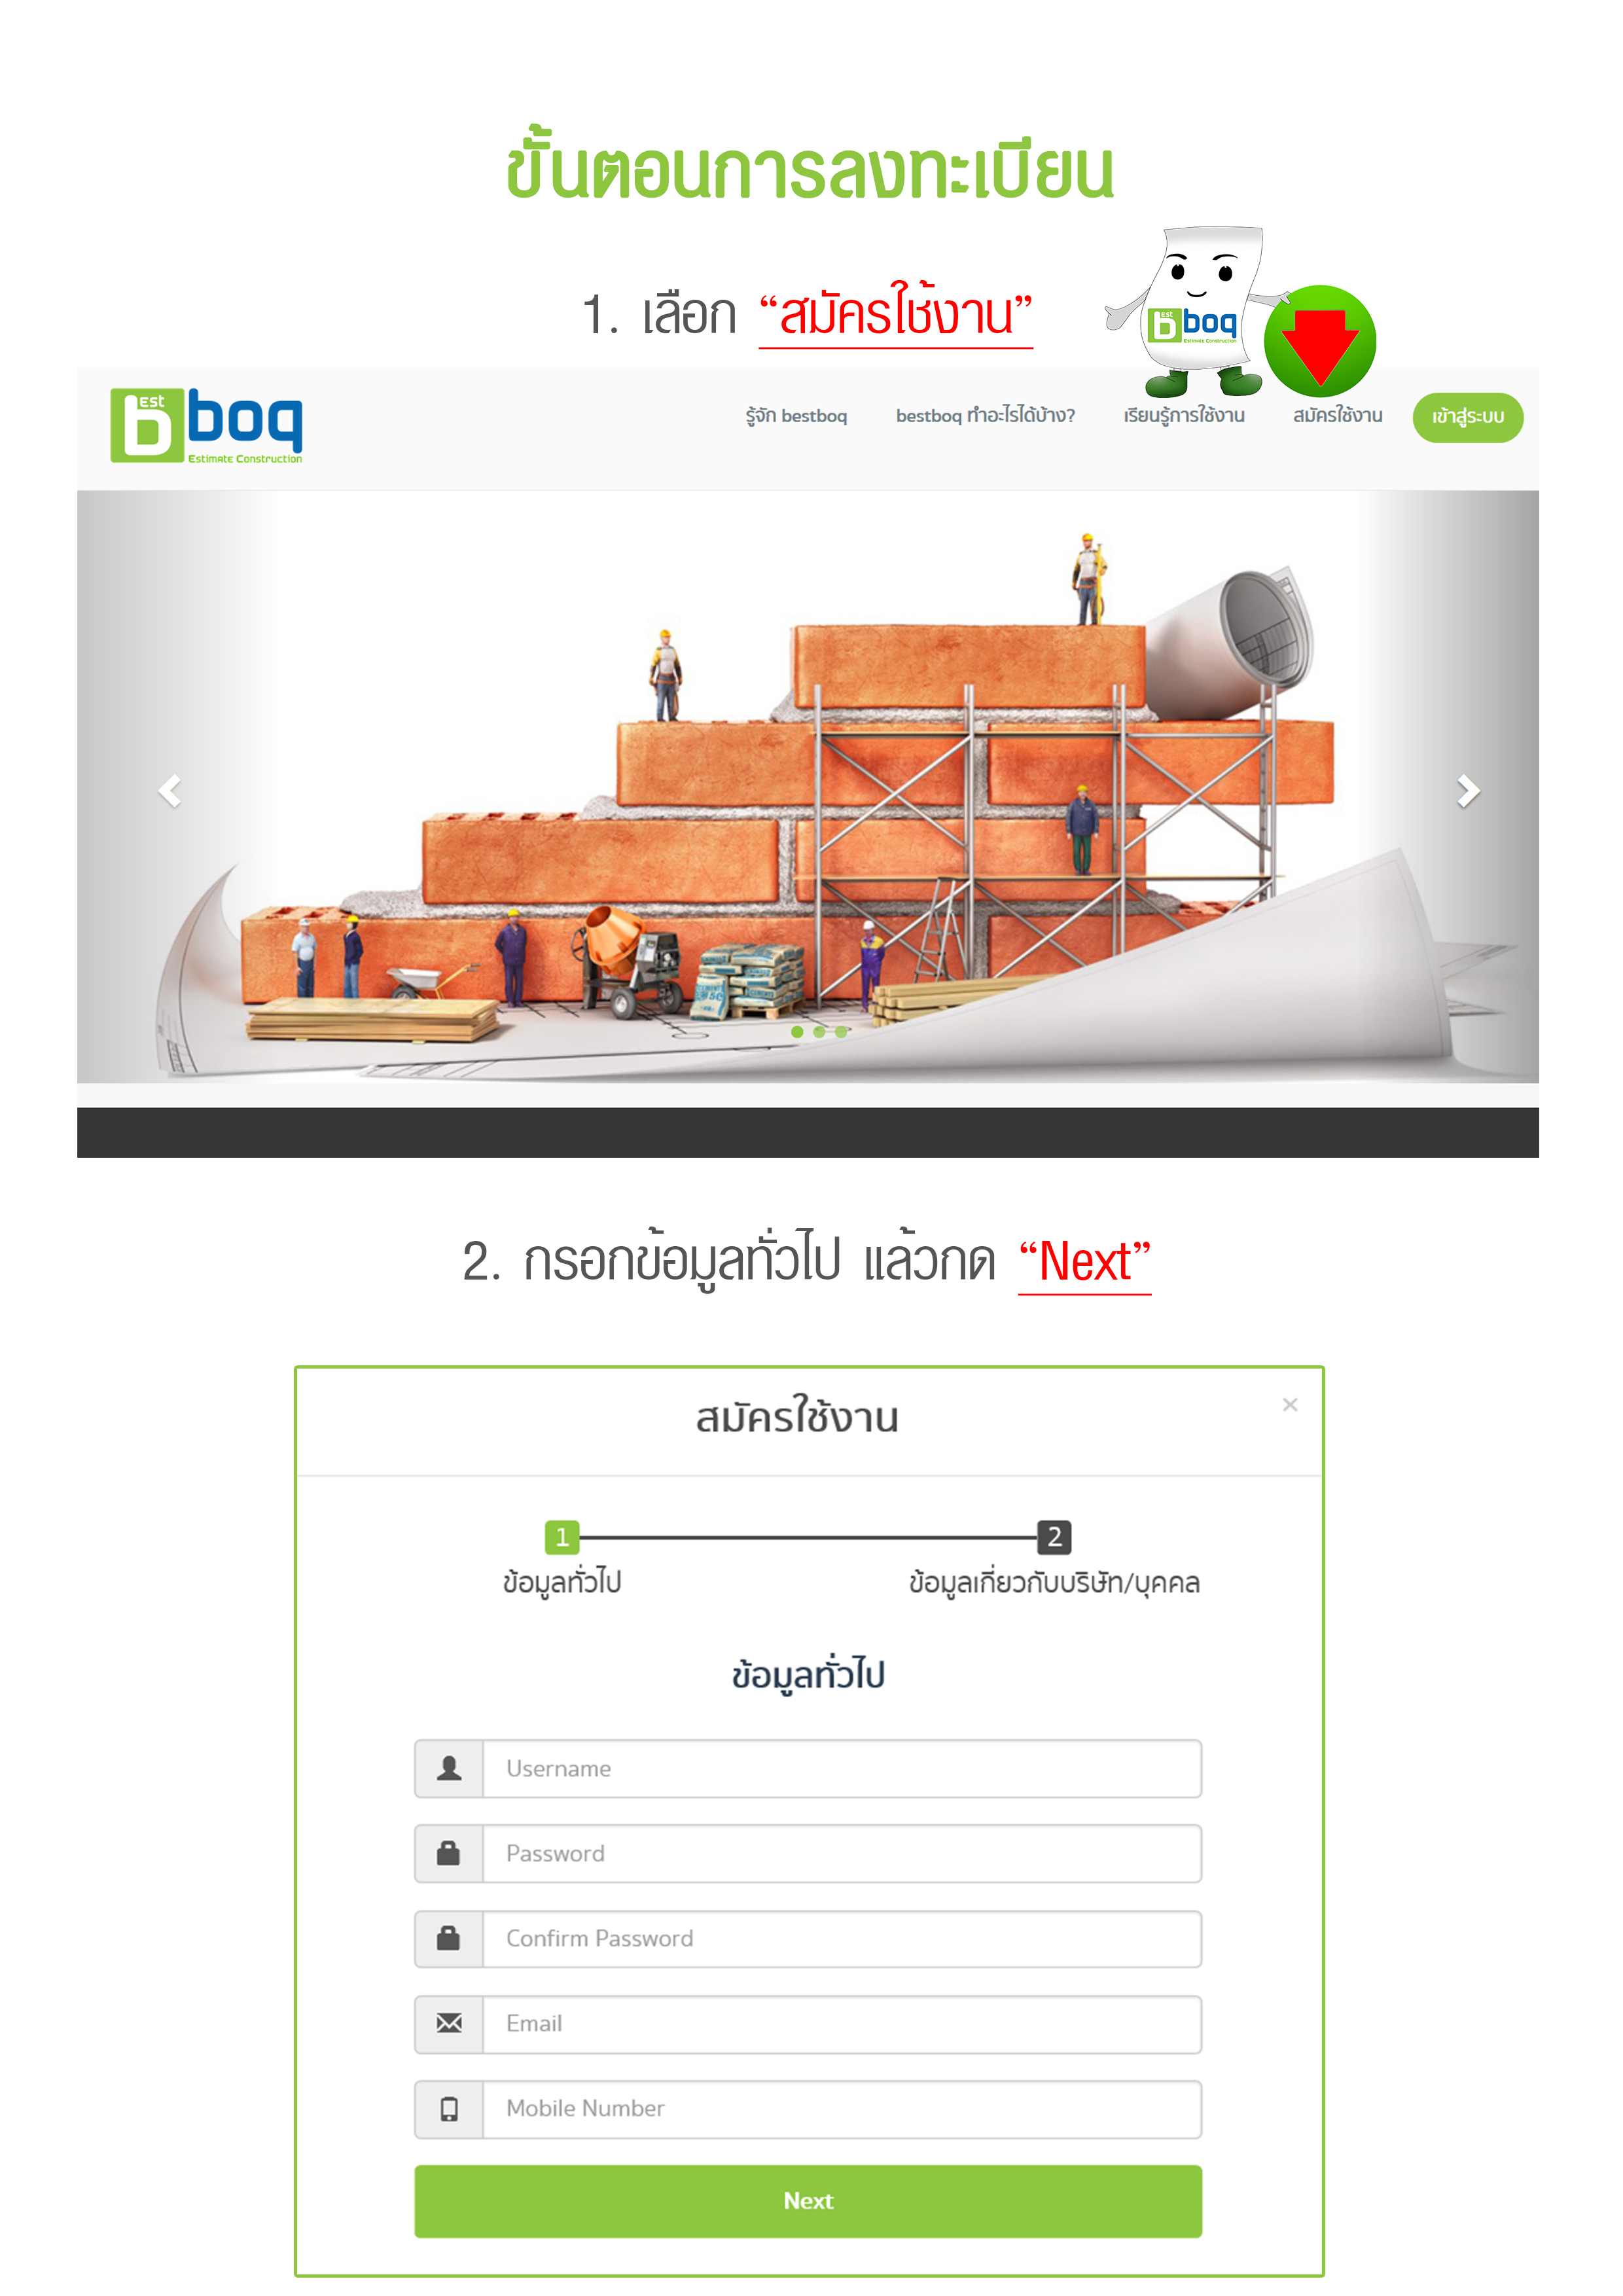 ขั้นตอนการลงทะเบียน
1. เลือก “สมัครใช้งาน”
est
bboq
Estimate Construction
est
bboq
Estimate Construction
รู้จัก bestboq bestboq ทำอะไรได้บ้าง? เรียนรู้การใช้งาน สมัครใช้งาน เข้าสู่ระบบ
2. กรอกข้อมูลทั่วไป แล้วกด “Next”
สมัครใช้งาน ×
1 2
ข้อมูลทั่วไป ข้อมูลเกี่ยวกับบริษัท/บุคคล
ข้อมูลทั่วไป
Username
Password
Confirm Password
Email
Mobile Number
Next